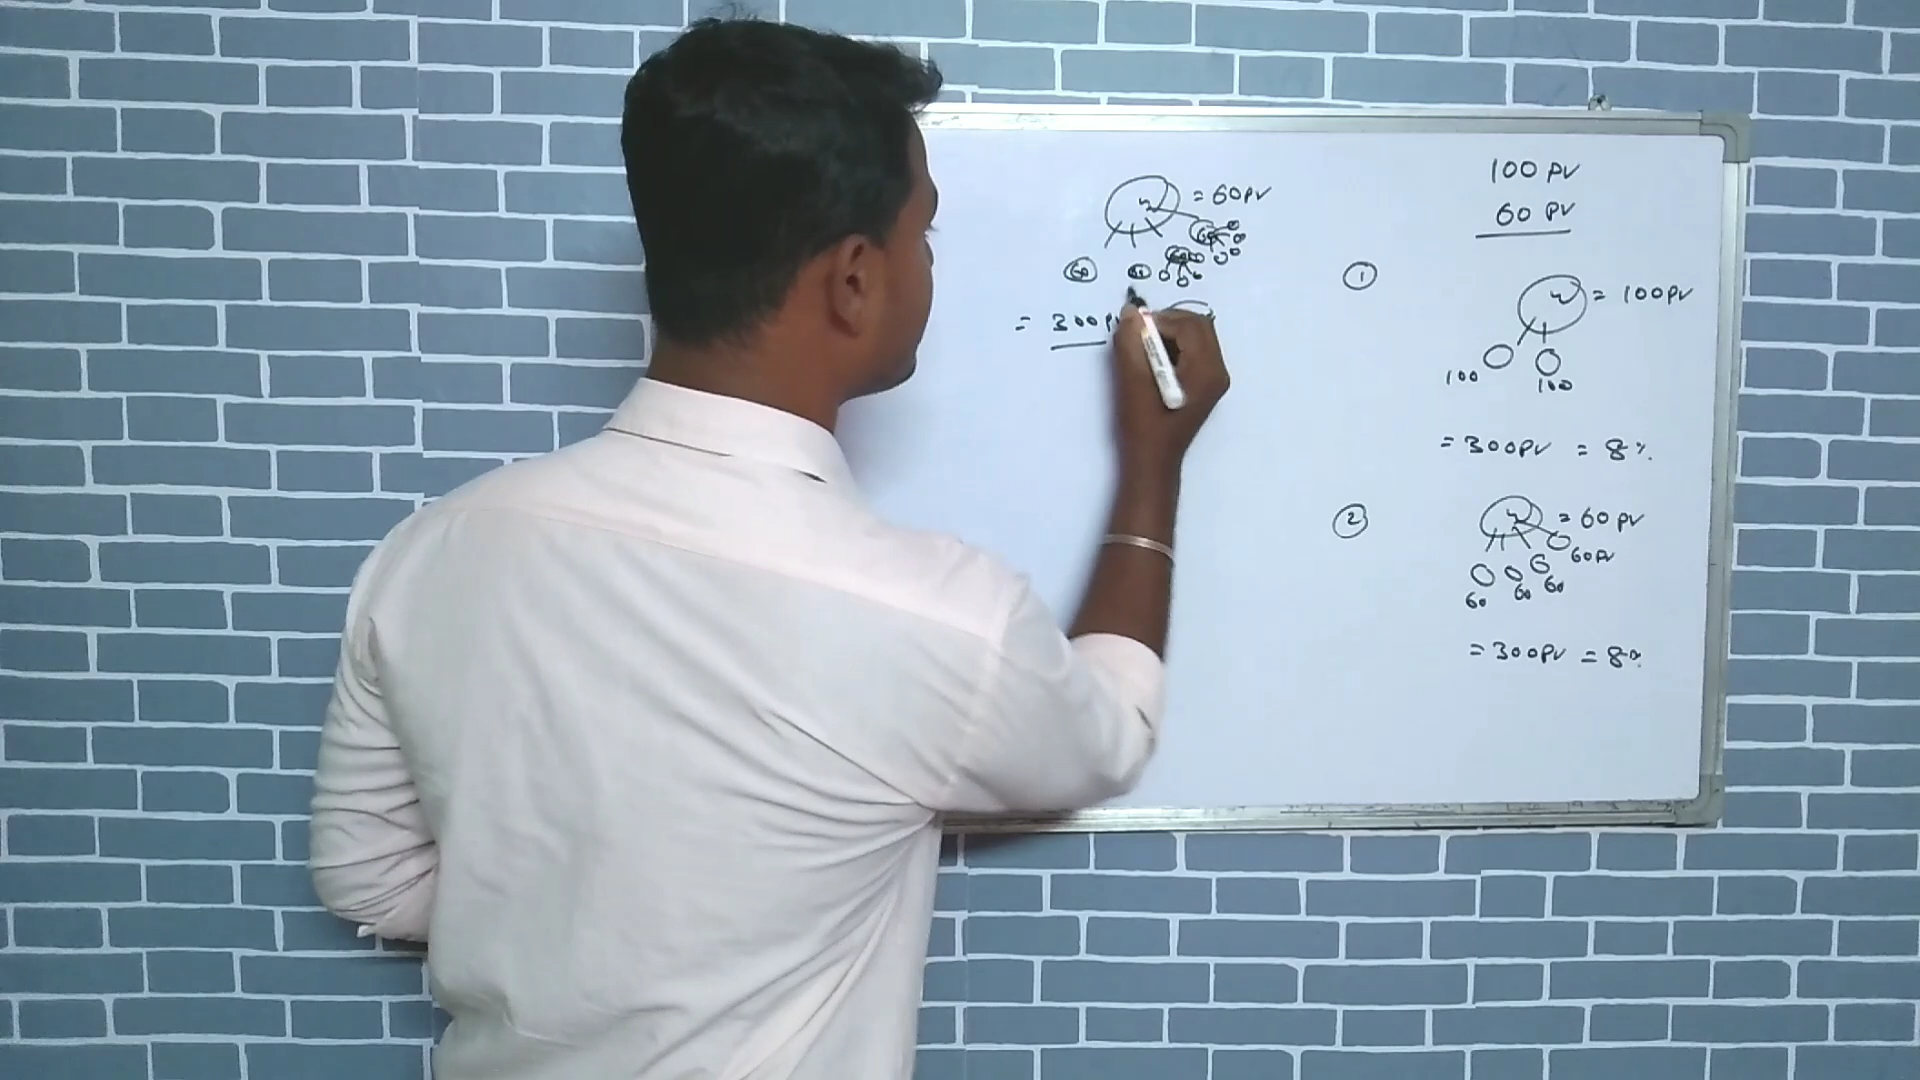 = 60 PV
60
= 300 P
100 PV
60 PV
1
= 100 PV
100
100
= 300 PV = 8%
2
= 60 PV
60 PV
60
60
60
= 300 PV = 8%